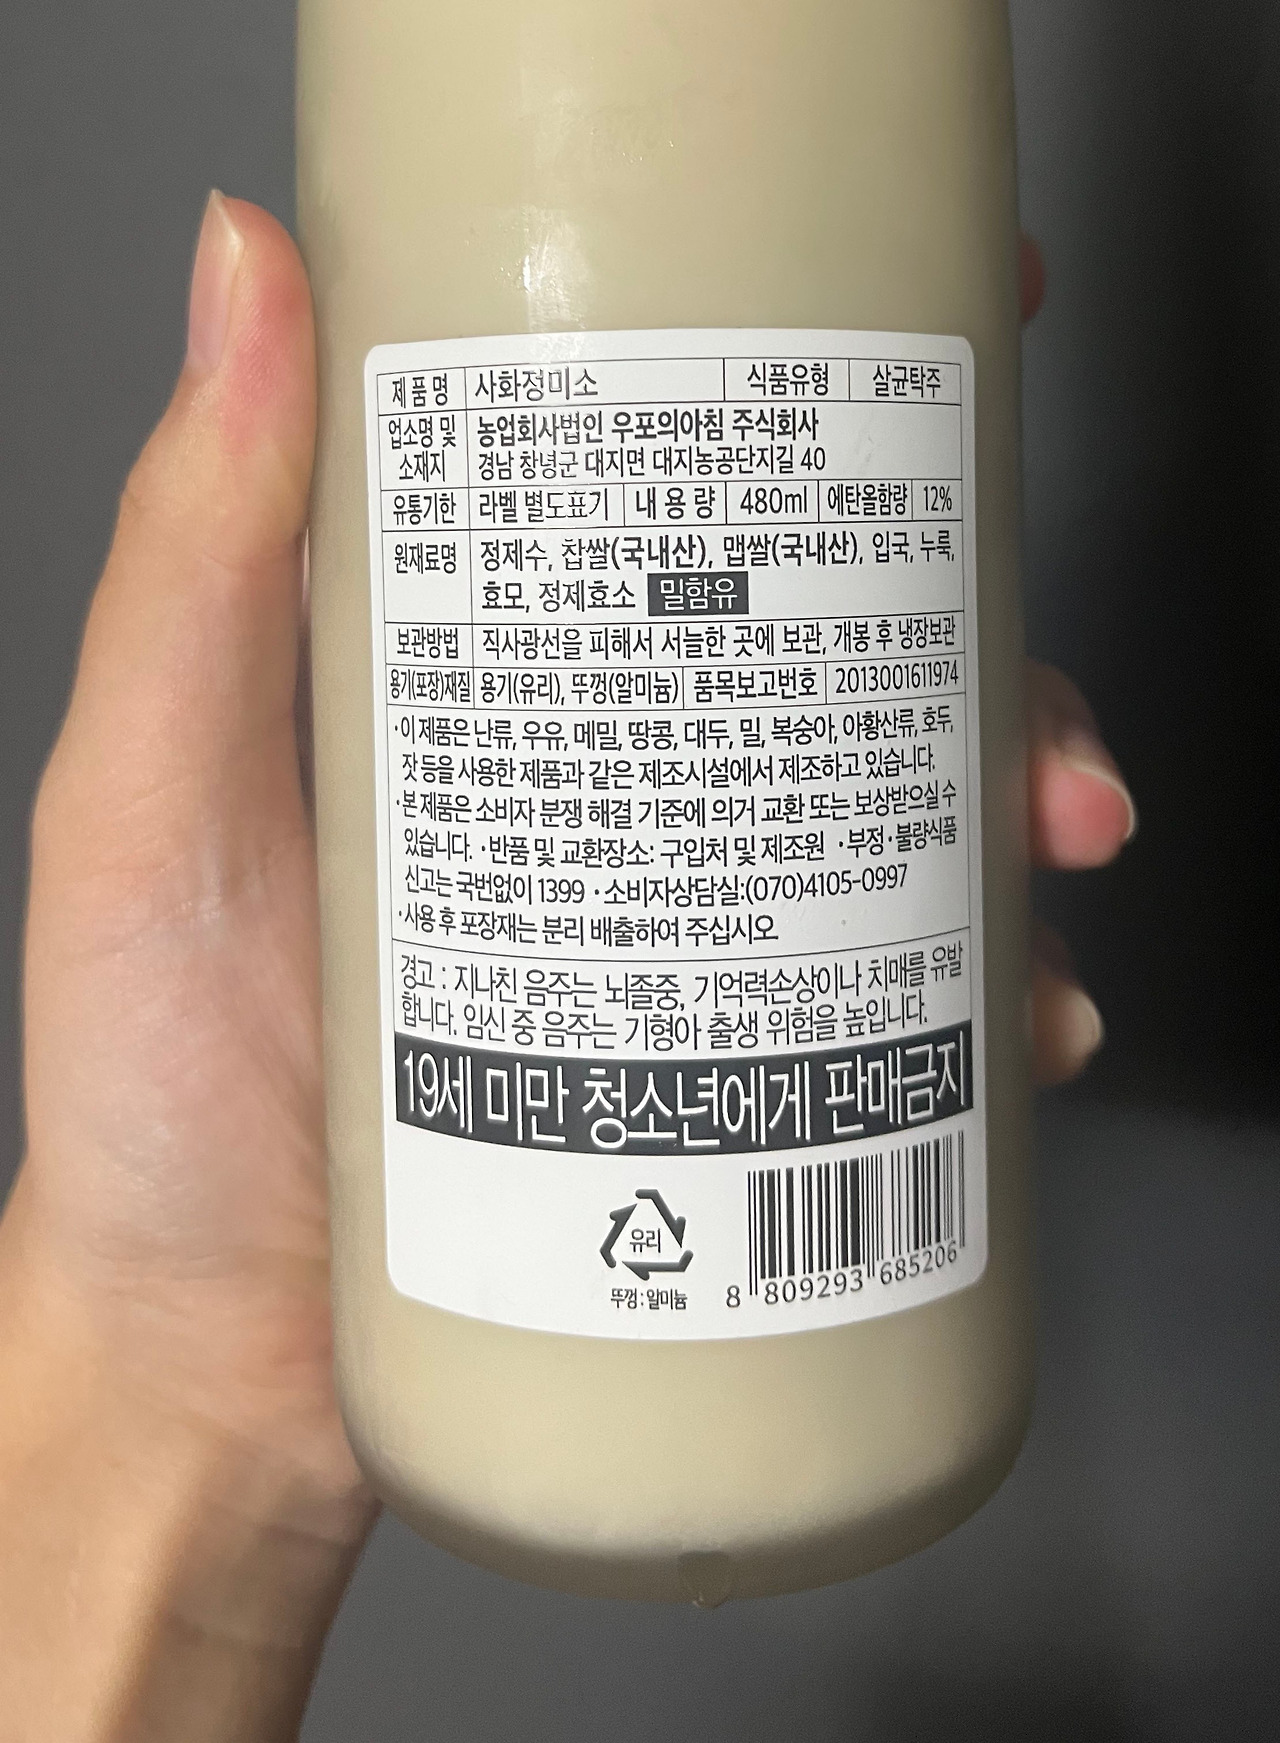 제 품 명 사화정미소 식품유형 살균탁주
업소명 및 소재지 농업회사법인 우포의아침 주식회사
경남 창녕군 대지면 대지농공단지길 40
유통기한 라벨 별도표기 내 용 량 480ml 에탄올함량 12%
원재료명 정제수, 찹쌀(국내산), 맵쌀(국내산), 입국, 누룩,
효모, 정제효소 밀함유
보관방법 직사광선을 피해서 서늘한 곳에 보관, 개봉 후 냉장보관
용기(포장)재질 용기(유리), 뚜껑(알미늄) 품목보고번호 2013001611974
·이 제품은 난류, 우유, 메밀, 땅콩, 대두, 밀, 복숭아, 아황산류, 호두,
잣 등을 사용한 제품과 같은 제조시설에서 제조하고 있습니다.
·본 제품은 소비자 분쟁 해결 기준에 의거 교환 또는 보상받으실 수
있습니다. ·반품 및 교환장소: 구입처 및 제조원 ·부정·불량식품
신고는 국번없이 1399 ·소비자상담실:(070)4105-0997
·사용 후 포장재는 분리 배출하여 주십시오
경고 : 지나친 음주는 뇌졸중, 기억력손상이나 치매를 유발
합니다. 임신 중 음주는 기형아 출생 위험을 높입니다.
19세 미만 청소년에게 판매금지
유리
뚜껑:알미늄
8 809293 685206